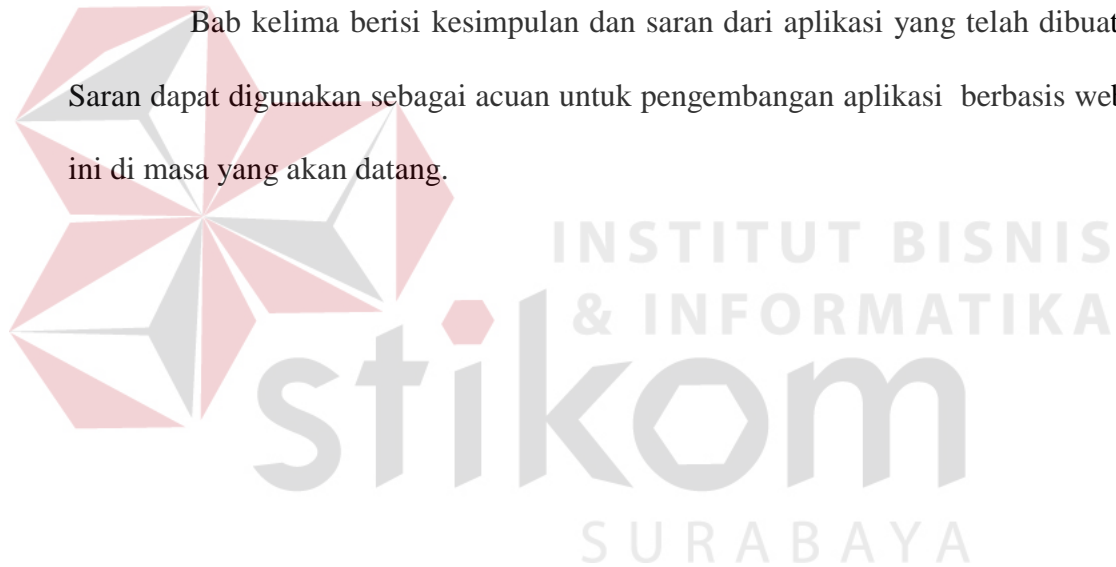 Bab kelima berisi kesimpulan dan saran dari aplikasi yang telah dibuat
Saran dapat digunakan sebagai acuan untuk pengembangan aplikasi berbasis
ini di masa yang akan datang.
INSTITUT BISNIS
& INFORMATIKA
stikom
SURABAYA